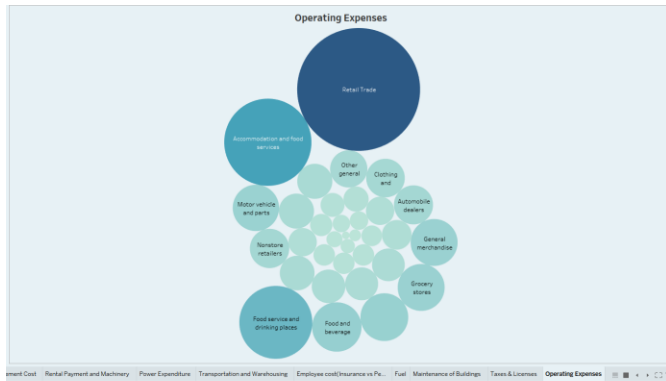 Operating Expenses
Retail Trade
Accommodation and food
services
Other
general
Clothing
and
Motor vehicle
and parts
Automobile
dealers
Nonstore
retailers
General
merchandise
Grocery
stores
Food service and
drinking places
Food and
beverage
ement Cost Rental Payment and Machinery Power Expenditure Transportation and Warehousing Employee cost(Insurance vs Pe... Fuel Maintenance of Buildings Taxes & Licenses Operating Expenses